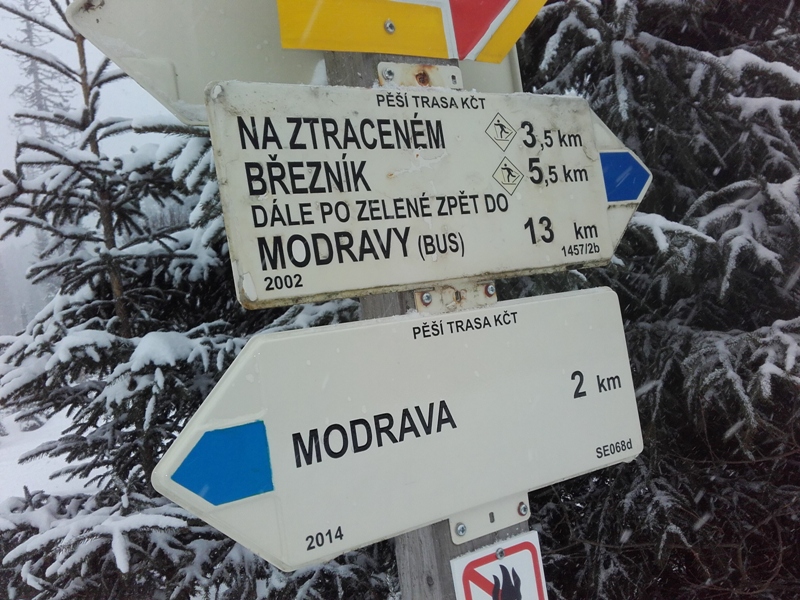 PĚŠÍ TRASA KČT
NA ZTRACENÉM 3,5 km
BŘEZNÍK 5,5 km
DÁLE PO ZELENÉ ZPĚT DO
MODRAVY (BUS) 13 km
2002 1457/2b
PĚŠÍ TRASA KČT
MODRAVA 2 km
SE068d
2014